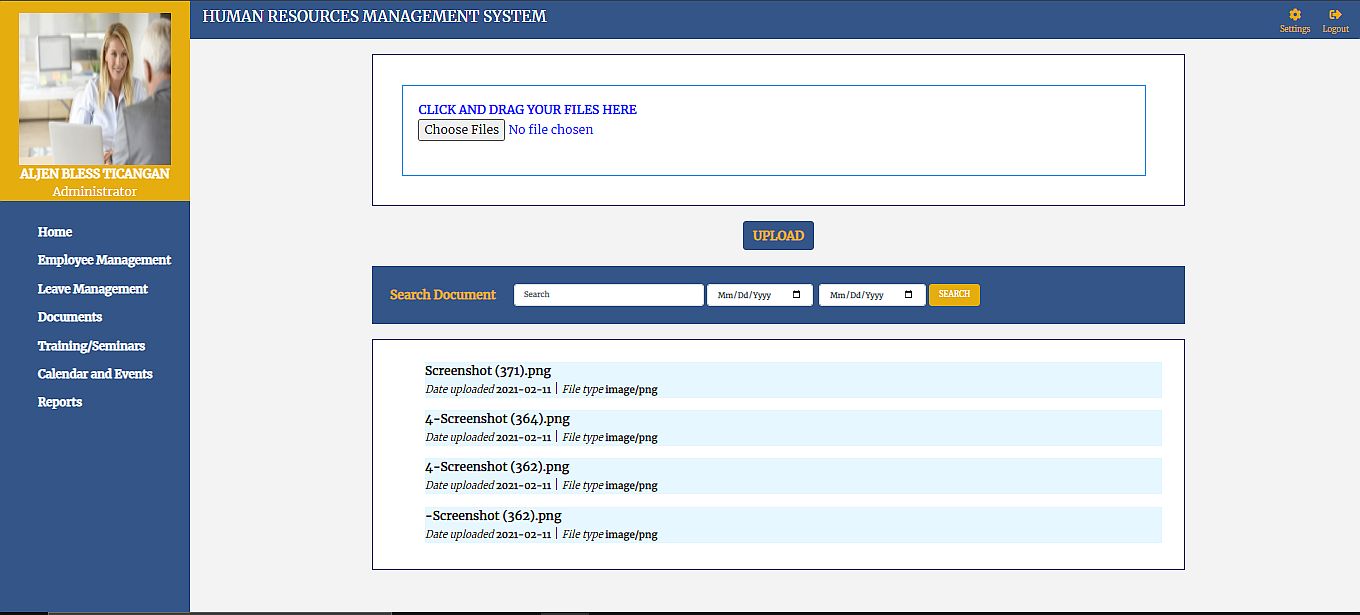 HUMAN RESOURCES MANAGEMENT SYSTEM
Settings
Logout
ALJEN BLESS TICANGAN
Administrator
Home
Employee Management
Leave Management
Documents
Training/Seminars
Calendar and Events
Reports
CLICK AND DRAG YOUR FILES HERE
Choose Files No file chosen
UPLOAD
Search Document Search Mm/Dd/Yyyy Mm/Dd/Yyyy SEARCH
Screenshot (371).png
Date uploaded 2021-02-11 | File type image/png
4-Screenshot (364).png
Date uploaded 2021-02-11 | File type image/png
4-Screenshot (362).png
Date uploaded 2021-02-11 | File type image/png
-Screenshot (362).png
Date uploaded 2021-02-11 | File type image/png